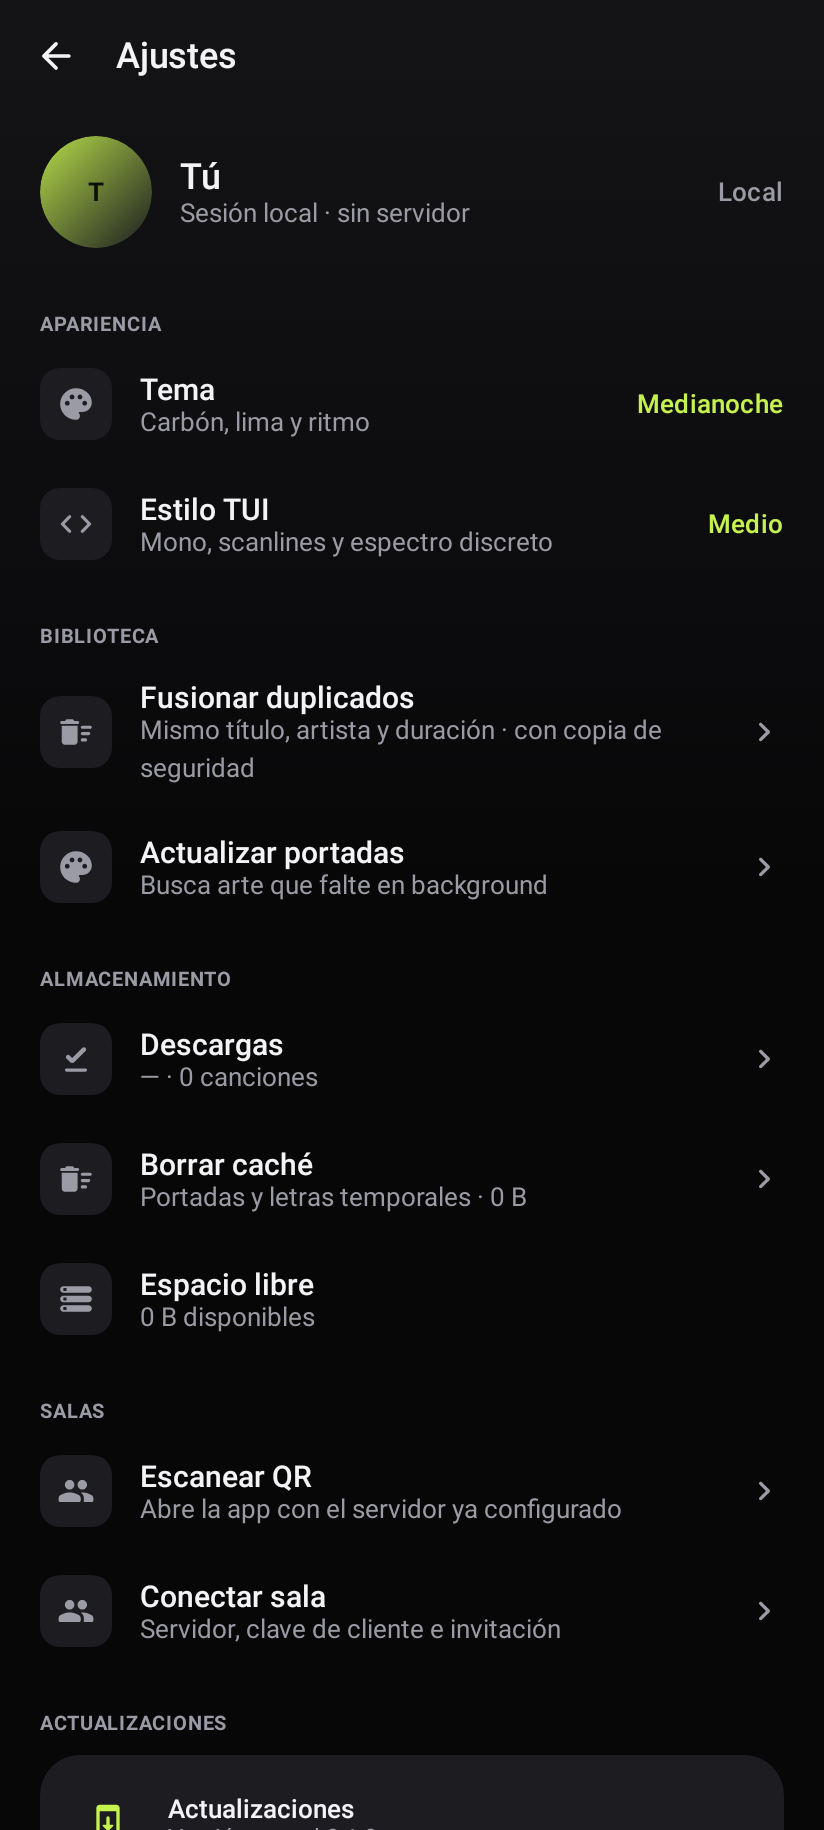 Ajustes
T
Tú
Sesión local · sin servidor
Local
APARIENCIA
Tema
Carbón, lima y ritmo
Medianoche
Estilo TUI
Mono, scanlines y espectro discreto
Medio
BIBLIOTECA
Fusionar duplicados
Mismo título, artista y duración · con copia de
seguridad
Actualizar portadas
Busca arte que falte en background
ALMACENAMIENTO
Descargas
— · 0 canciones
Borrar caché
Portadas y letras temporales · 0 B
Espacio libre
0 B disponibles
SALAS
Escanear QR
Abre la app con el servidor ya configurado
Conectar sala
Servidor, clave de cliente e invitación
ACTUALIZACIONES
Actualizaciones